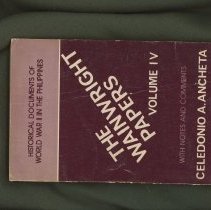 HISTORICAL DOCUMENTS OF
WORLD WAR II IN THE PHILIPPINES
THE
WAINWRIGHT
PAPERS
VOLUME IV
WITH NOTES AND COMMENTS
CELEDONIO A. ANCHETA